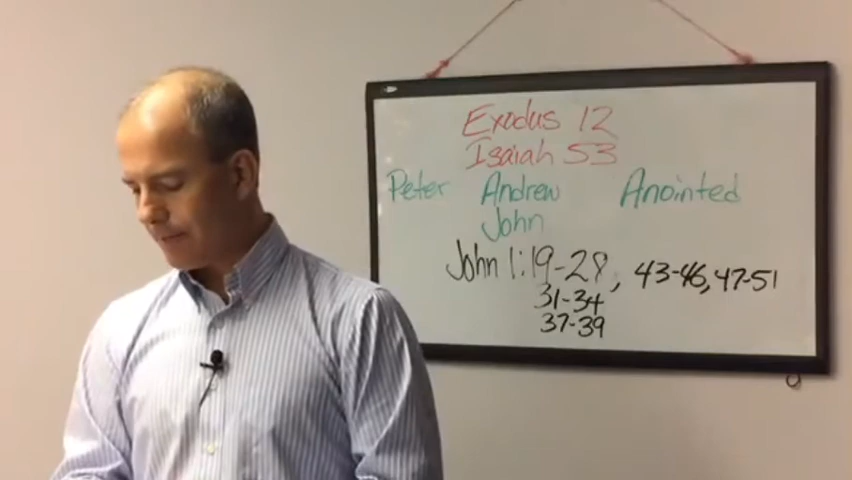 Exodus 12
Isaiah 53
Peter Andrew Anointed
John
John 1:19-28, 43-46, 47-51
31-34
37-39